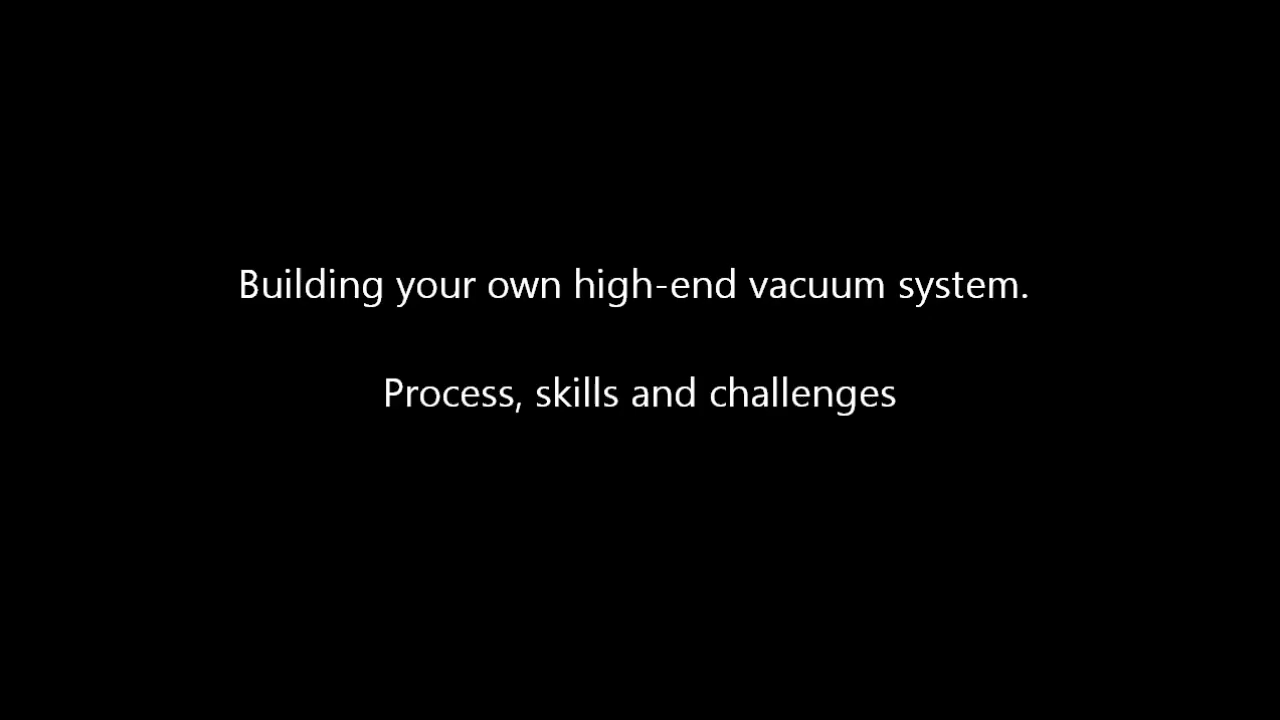 Building your own high-end vacuum system.
Process, skills and challenges